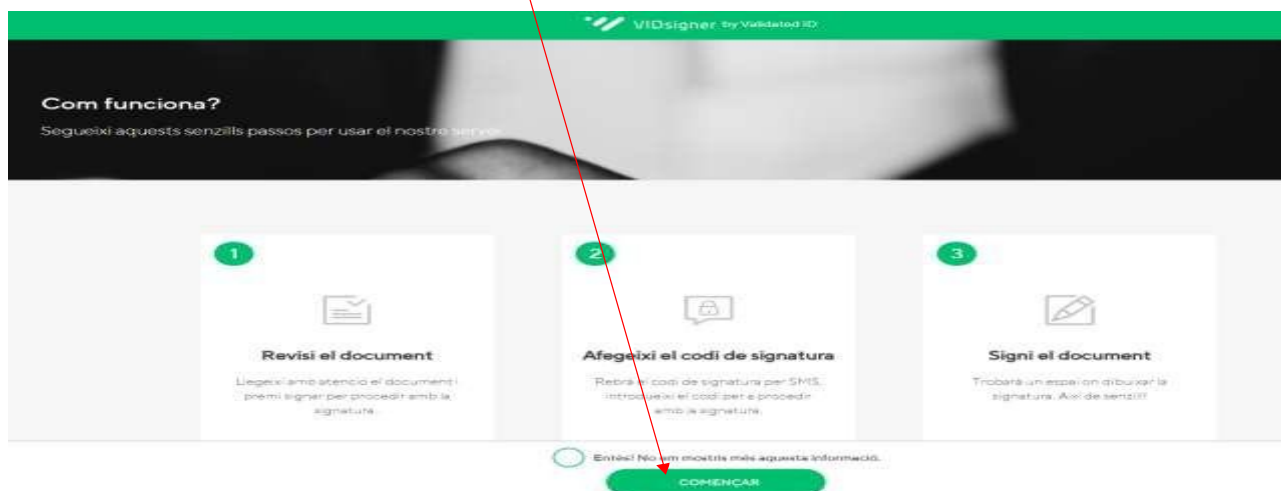 VIDsigner by Validated ID
Com funciona?
Segueixi aquests senzills passos per usar el nostre servei
1
2
3
Revisi el document
Afegeixi el codi de signatura
Signi el document
Llegeixi amb atenció el document i
premi signar per procedir amb la
signatura.
Rebrà el codi de signatura per SMS,
introdueixi el codi per a procedir
amb la signatura.
Trobarà un espai on dibuixar la
signatura. Així de senzill!
Entès! No em mostris més aquesta informació.
COMENÇAR